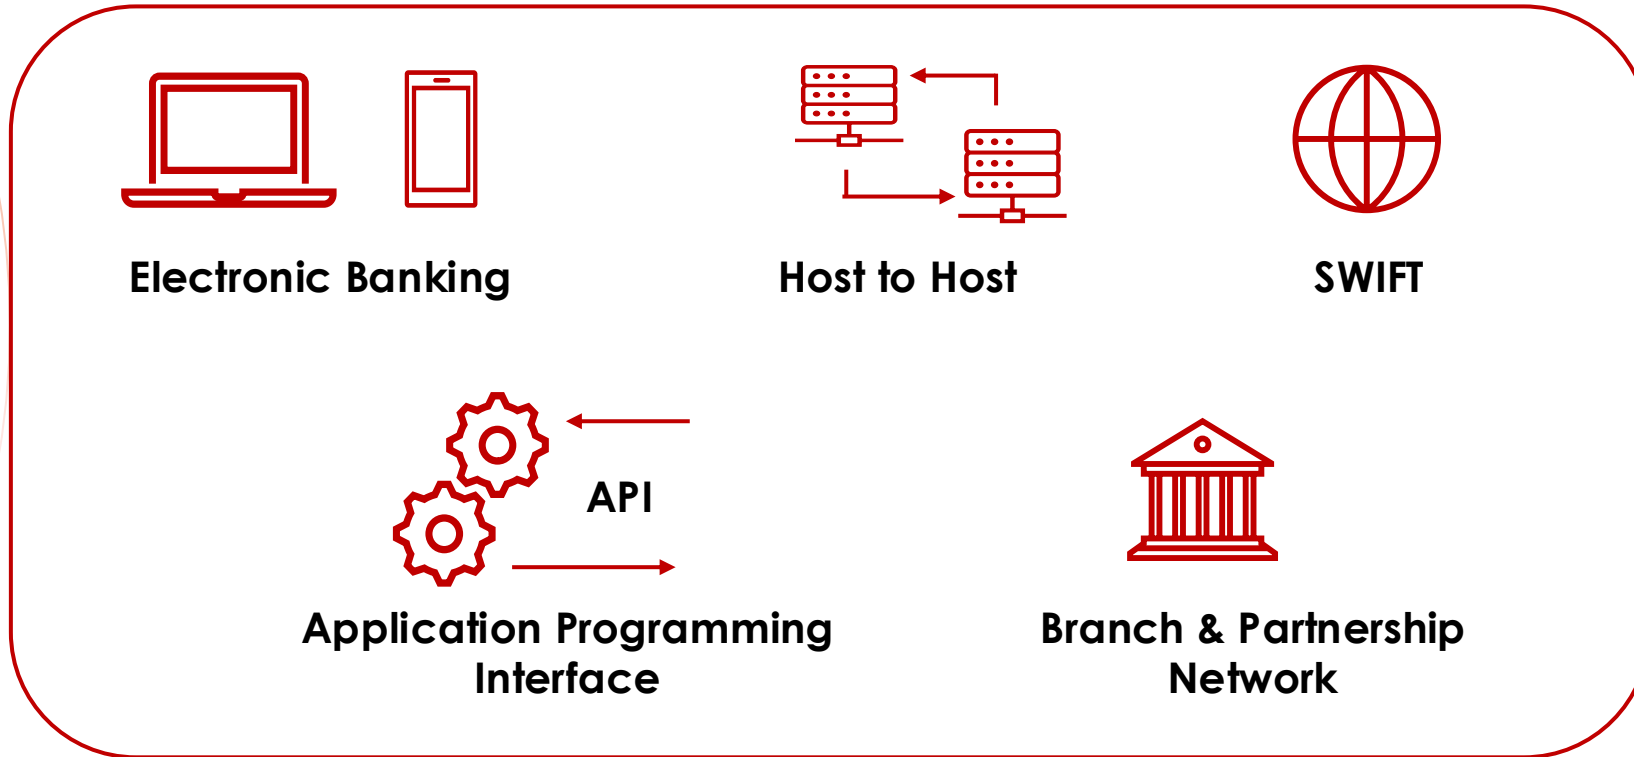 Electronic Banking
Host to Host
SWIFT
API
Application Programming
Interface
Branch & Partnership
Network